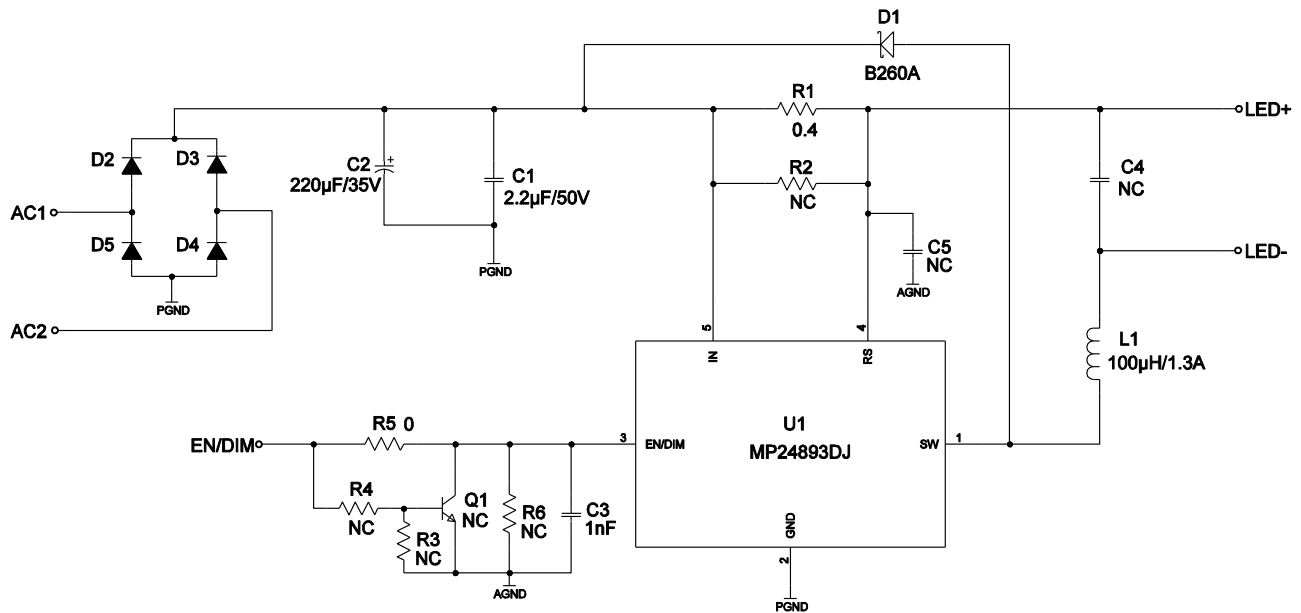 D1
B260A
R1
0.4
LED+
D2
D3
C2
+
220µF/35V
C1
2.2µF/50V
R2
NC
C4
NC
AC1
D5
D4
C5
NC
LED-
PGND
PGND
AGND
AC2
5
IN
4
RS
L1
100µH/1.3A
R5 0
EN/DIM
3
EN/DIM
U1
MP24893DJ
SW
1
R4
NC
Q1
NC
R6
NC
C3
1nF
R3
NC
GND
2
AGND
PGND